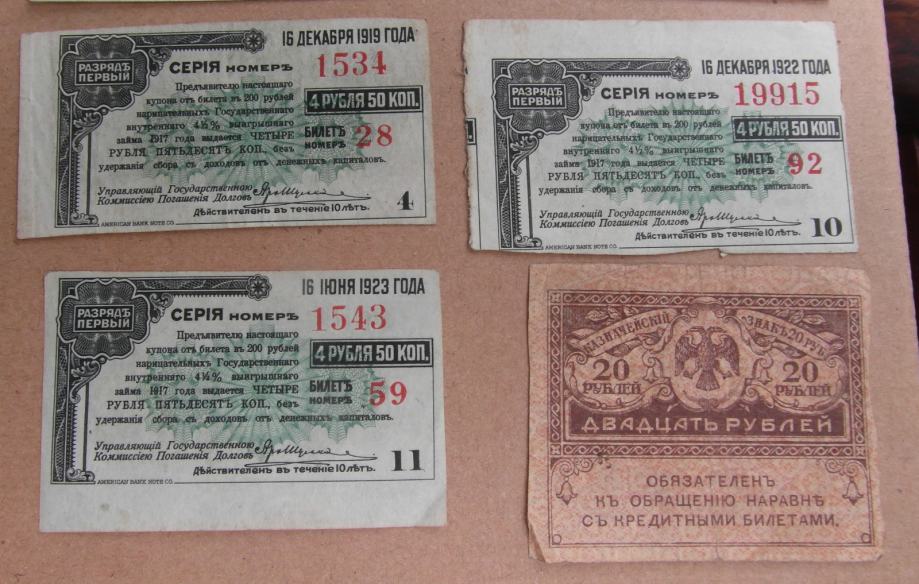 16 ДЕКАБРЯ 1919 ГОДА
РАЗРЯДЪ
ПЕРВЫЙ
СЕРІЯ НОМЕРЪ 1534
Предъявителю настоящаго
купона отъ билета въ 200 рублей
нарицательныхъ Государственнаго
внутренняго 4½% выигрышнаго
займа 1917 года выдается ЧЕТЫРЕ
РУБЛЯ ПЯТЬДЕСЯТЪ КОП., безъ
удержанія сбора съ доходовъ отъ денежныхъ капиталовъ.
4 РУБЛЯ 50 КОП.
БИЛЕТЪ
НОМЕРЪ 28
Управляющій Государственною
Коммиссіею Погашенія Долговъ
Дѣйствителенъ въ теченіе 10 лѣтъ.
4
AMERICAN BANK NOTE CO.
16 ДЕКАБРЯ 1922 ГОДА
РАЗРЯДЪ
ПЕРВЫЙ
СЕРІЯ НОМЕРЪ 19915
Предъявителю настоящаго
купона отъ билета въ 200 рублей
нарицательныхъ Государственнаго
внутренняго 4½% выигрышнаго
займа 1917 года выдается ЧЕТЫРЕ
РУБЛЯ ПЯТЬДЕСЯТЪ КОП., безъ
удержанія сбора съ доходовъ отъ денежныхъ капиталовъ.
4 РУБЛЯ 50 КОП.
БИЛЕТЪ
НОМЕРЪ 92
Управляющій Государственною
Коммиссіею Погашенія Долговъ
Дѣйствителенъ въ теченіе 10 лѣтъ.
10
AMERICAN BANK NOTE CO.
16 ІЮНЯ 1923 ГОДА
РАЗРЯДЪ
ПЕРВЫЙ
СЕРІЯ НОМЕРЪ 1543
Предъявителю настоящаго
купона отъ билета въ 200 рублей
нарицательныхъ Государственнаго
внутренняго 4½% выигрышнаго
займа 1917 года выдается ЧЕТЫРЕ
РУБЛЯ ПЯТЬДЕСЯТЪ КОП., безъ
удержанія сбора съ доходовъ отъ денежныхъ капиталовъ.
4 РУБЛЯ 50 КОП.
БИЛЕТЪ
НОМЕРЪ 59
Управляющій Государственною
Коммиссіею Погашенія Долговъ
Дѣйствителенъ въ теченіе 10 лѣтъ.
11
AMERICAN BANK NOTE CO.
КАЗНАЧЕЙСКІЙ ЗНАКЪ 20 РУБ.
20 20
РУБЛЕЙ РУБЛЕЙ
ДВАДЦАТЬ РУБЛЕЙ
ОБЯЗАТЕЛЕНЪ
КЪ ОБРАЩЕНІЮ НАРАВНѢ
СЪ КРЕДИТНЫМИ БИЛЕТАМИ.